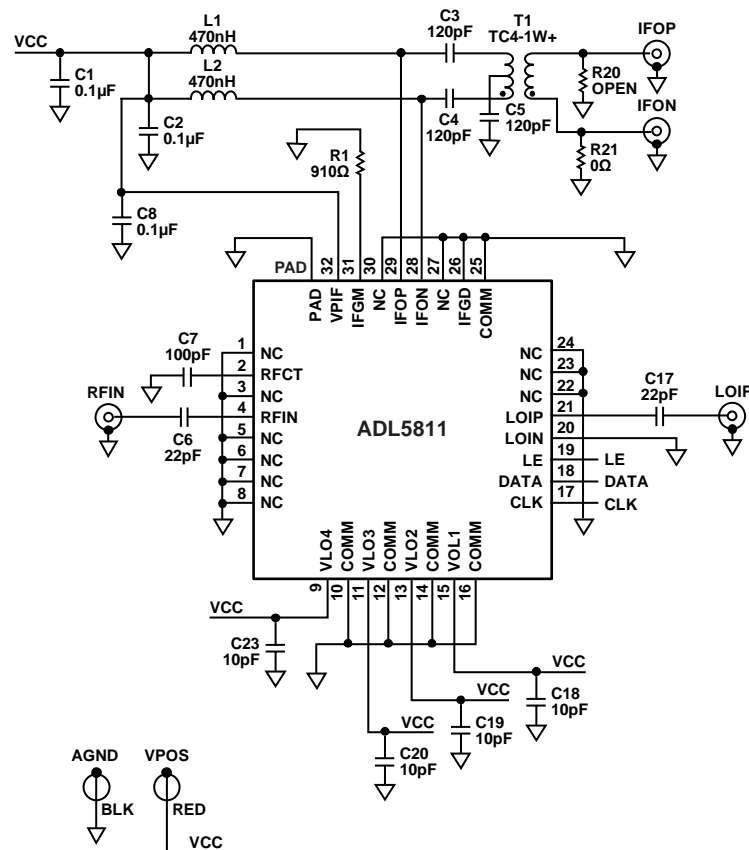 VCC
L1
470nH
C3
120pF
T1
TC4-1W+
IFOP
C1
0.1µF
L2
470nH
C2
0.1µF
C4
120pF
C5
120pF
R20
OPEN
IFON
R1
910Ω
R21
0Ω
C8
0.1µF
PAD
32
31
30
29
28
27
26
25
PAD
VPIF
IFGM
NC
IFOP
IFON
NC
IFGD
COMM
1
NC
2
RFCT
3
NC
4
RFIN
5
NC
6
NC
7
NC
8
NC
C7
100pF
RFIN
C6
22pF
ADL5811
NC
24
NC
23
NC
22
LOIP
21
LOIN
20
LE
19
LE
DATA
18
DATA
CLK
17
CLK
C17
22pF
LOIP
VLO4
COMM
VLO3
COMM
VLO2
COMM
VOL1
COMM
9
10
11
12
13
14
15
16
VCC
C23
10pF
VCC
C18
10pF
VCC
C19
10pF
VCC
C20
10pF
AGND
BLK
VPOS
RED
VCC